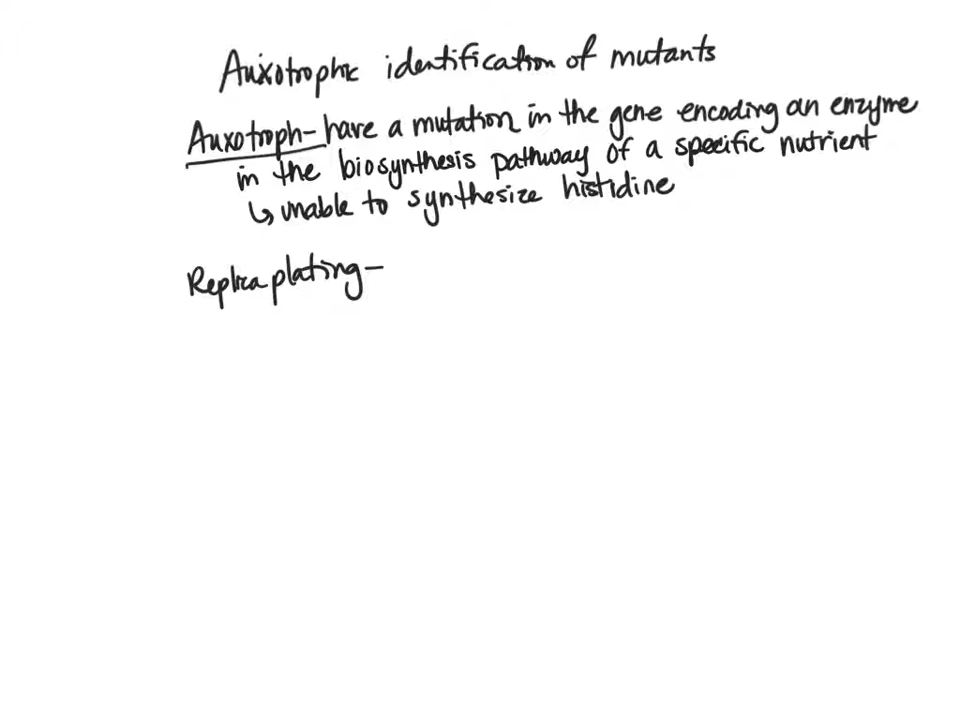 Auxotrophic identification of mutants
Auxotroph- have a mutation in the gene encoding an enzyme
in the biosynthesis pathway of a specific nutrient
↳ unable to synthesize histidine
Replica plating-